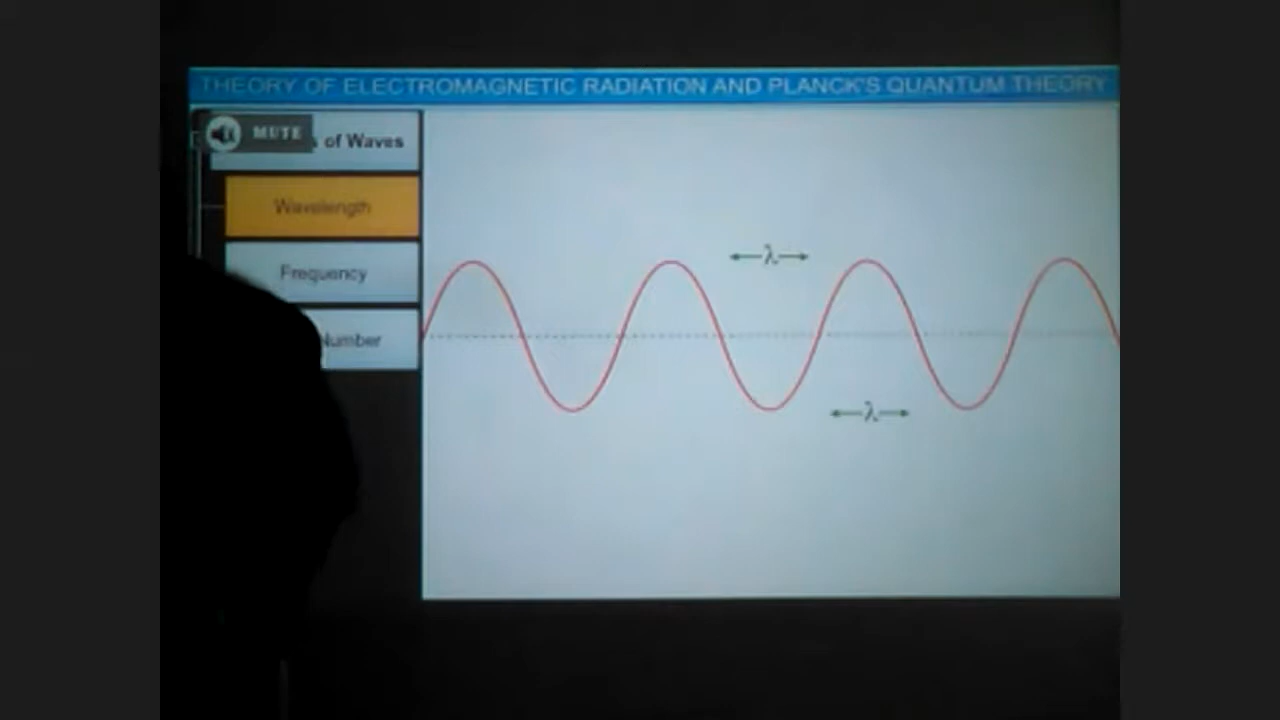 THEORY OF ELECTROMAGNETIC RADIATION AND PLANCK'S QUANTUM THEORY
MUTE
of Waves
Wavelength
Frequency
Number
λ
λ